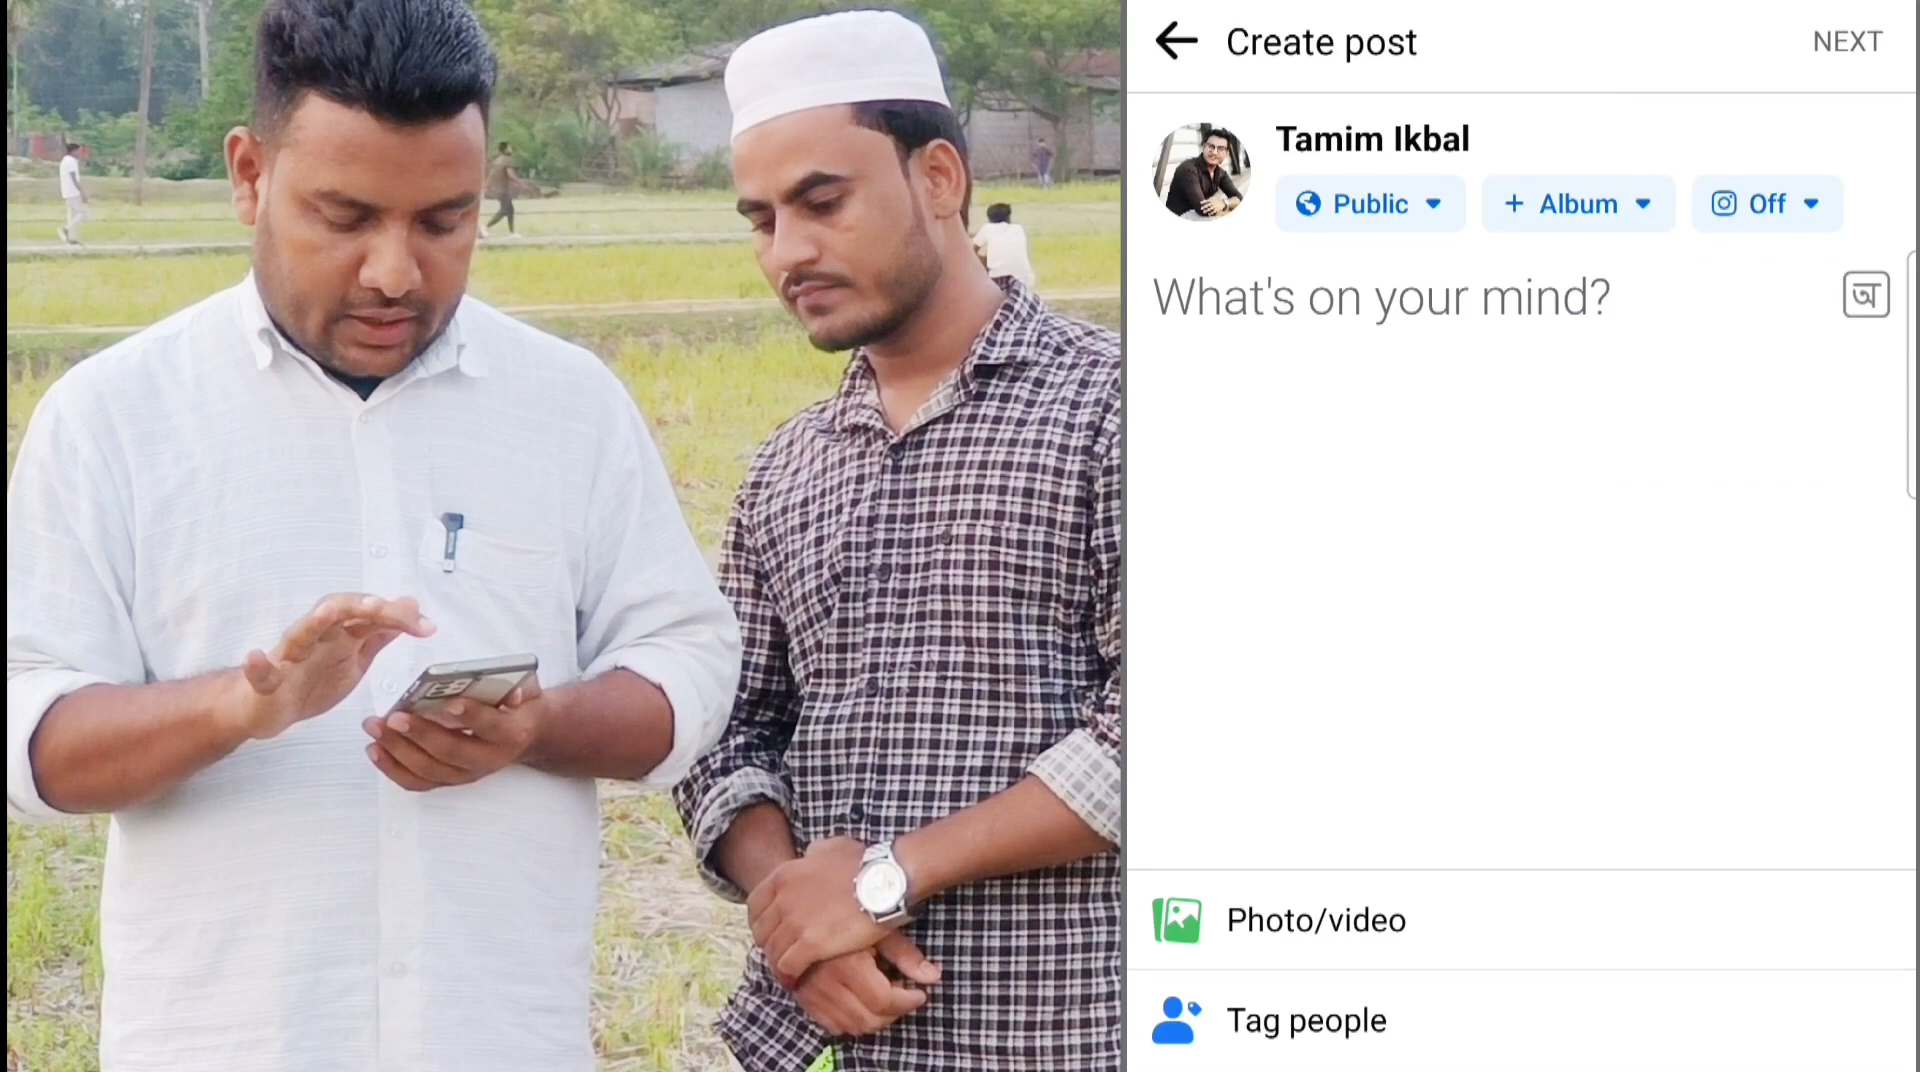 Create post
NEXT
Tamim Ikbal
Public
+ Album
Off
What's on your mind?
অ
Photo/video
Tag people